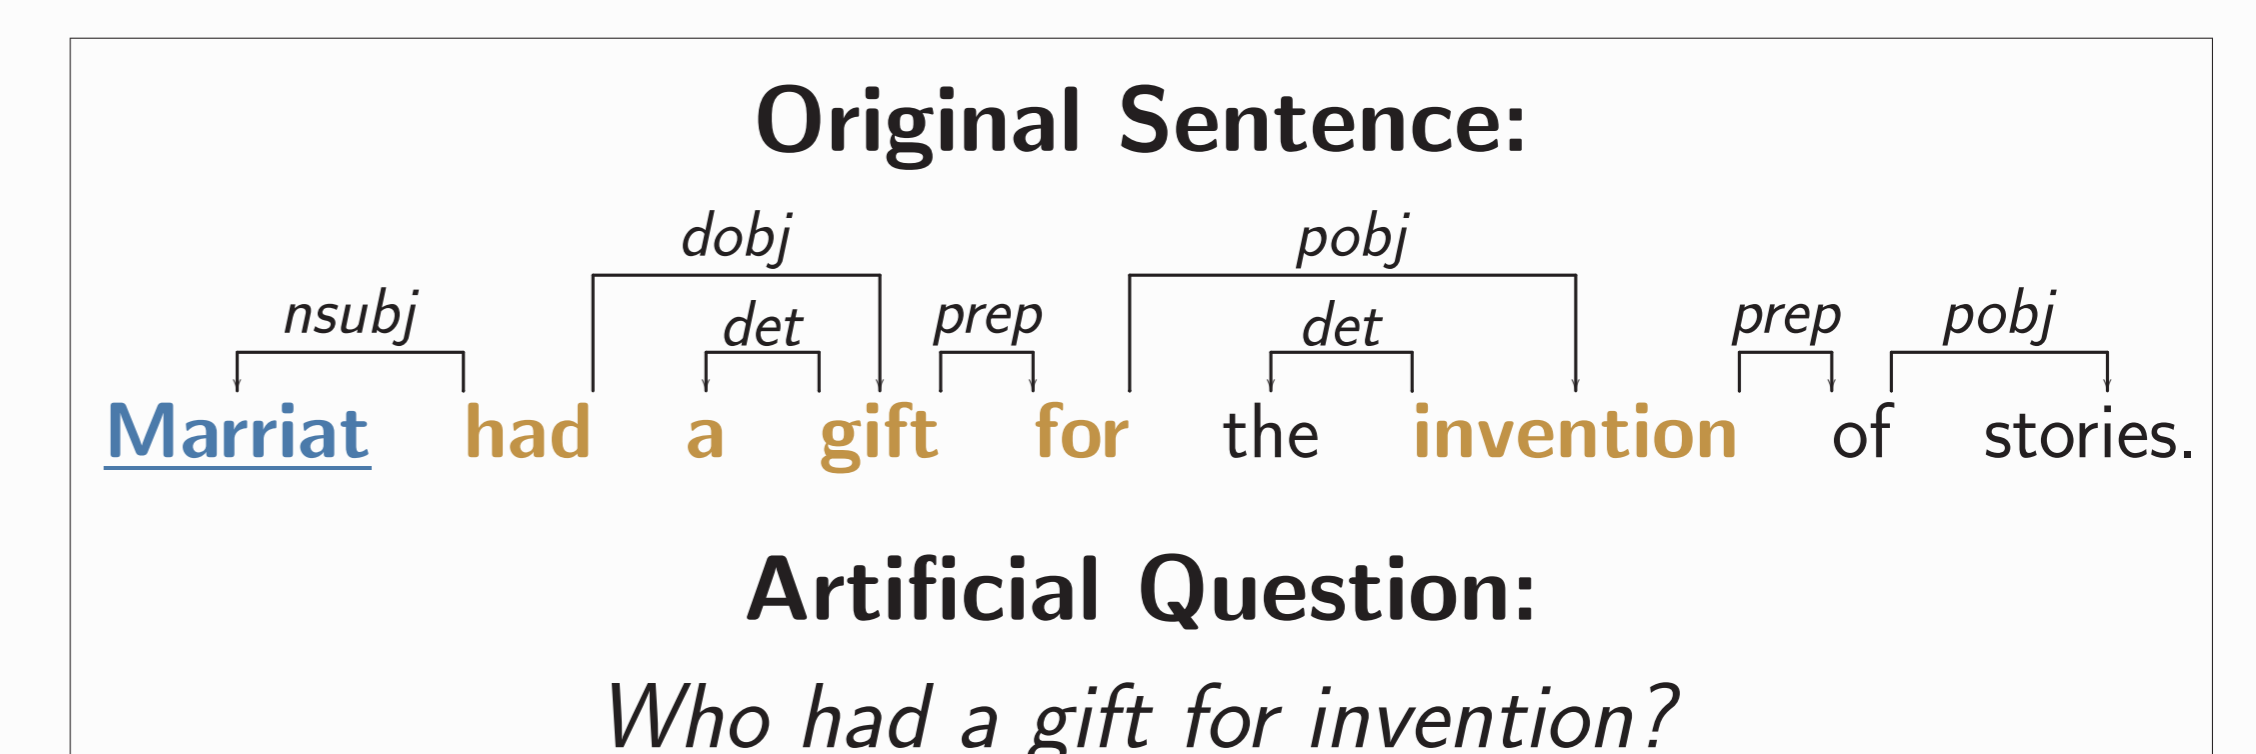 Original Sentence:
dobj pobj
nsubj det prep det prep pobj
Marriat had a gift for the invention of stories.
Artificial Question:
Who had a gift for invention?